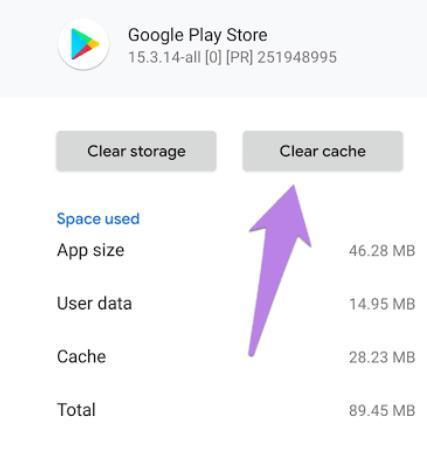 Google Play Store
15.3.14-all [0] [PR] 251948995
Clear storage
Clear cache
Space used
App size 46.28 MB
User data 14.95 MB
Cache 28.23 MB
Total 89.45 MB